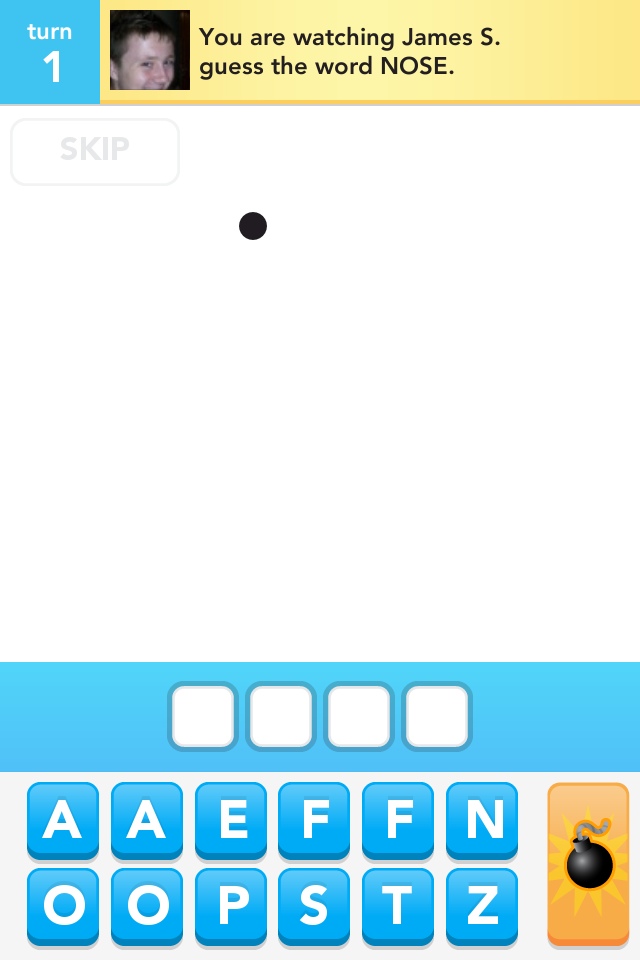 turn
1
You are watching James S.
guess the word NOSE.
SKIP
A A E F F N
O O P S T Z